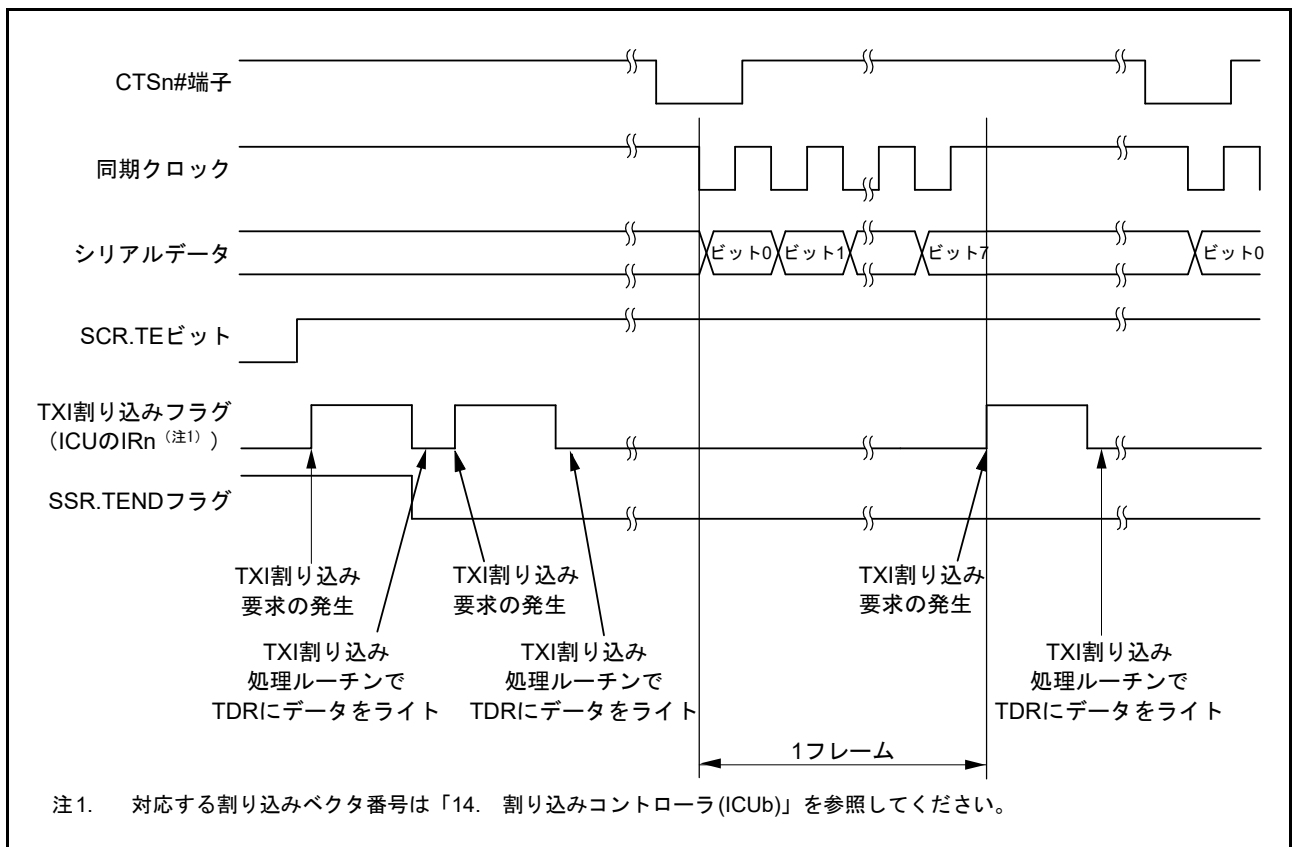 CTSn#端子
同期クロック
シリアルデータ
ビット0
ビット1
ビット7
ビット0
SCR.TEビット
TXI割り込みフラグ
（ICUのIRn（注1））
SSR.TENDフラグ
TXI割り込み
要求の発生
TXI割り込み
要求の発生
TXI割り込み
要求の発生
TXI割り込み
処理ルーチンで
TDRにデータをライト
TXI割り込み
処理ルーチンで
TDRにデータをライト
TXI割り込み
処理ルーチンで
TDRにデータをライト
1フレーム
注1. 対応する割り込みベクタ番号は「14. 割り込みコントローラ(ICUb)」を参照してください。